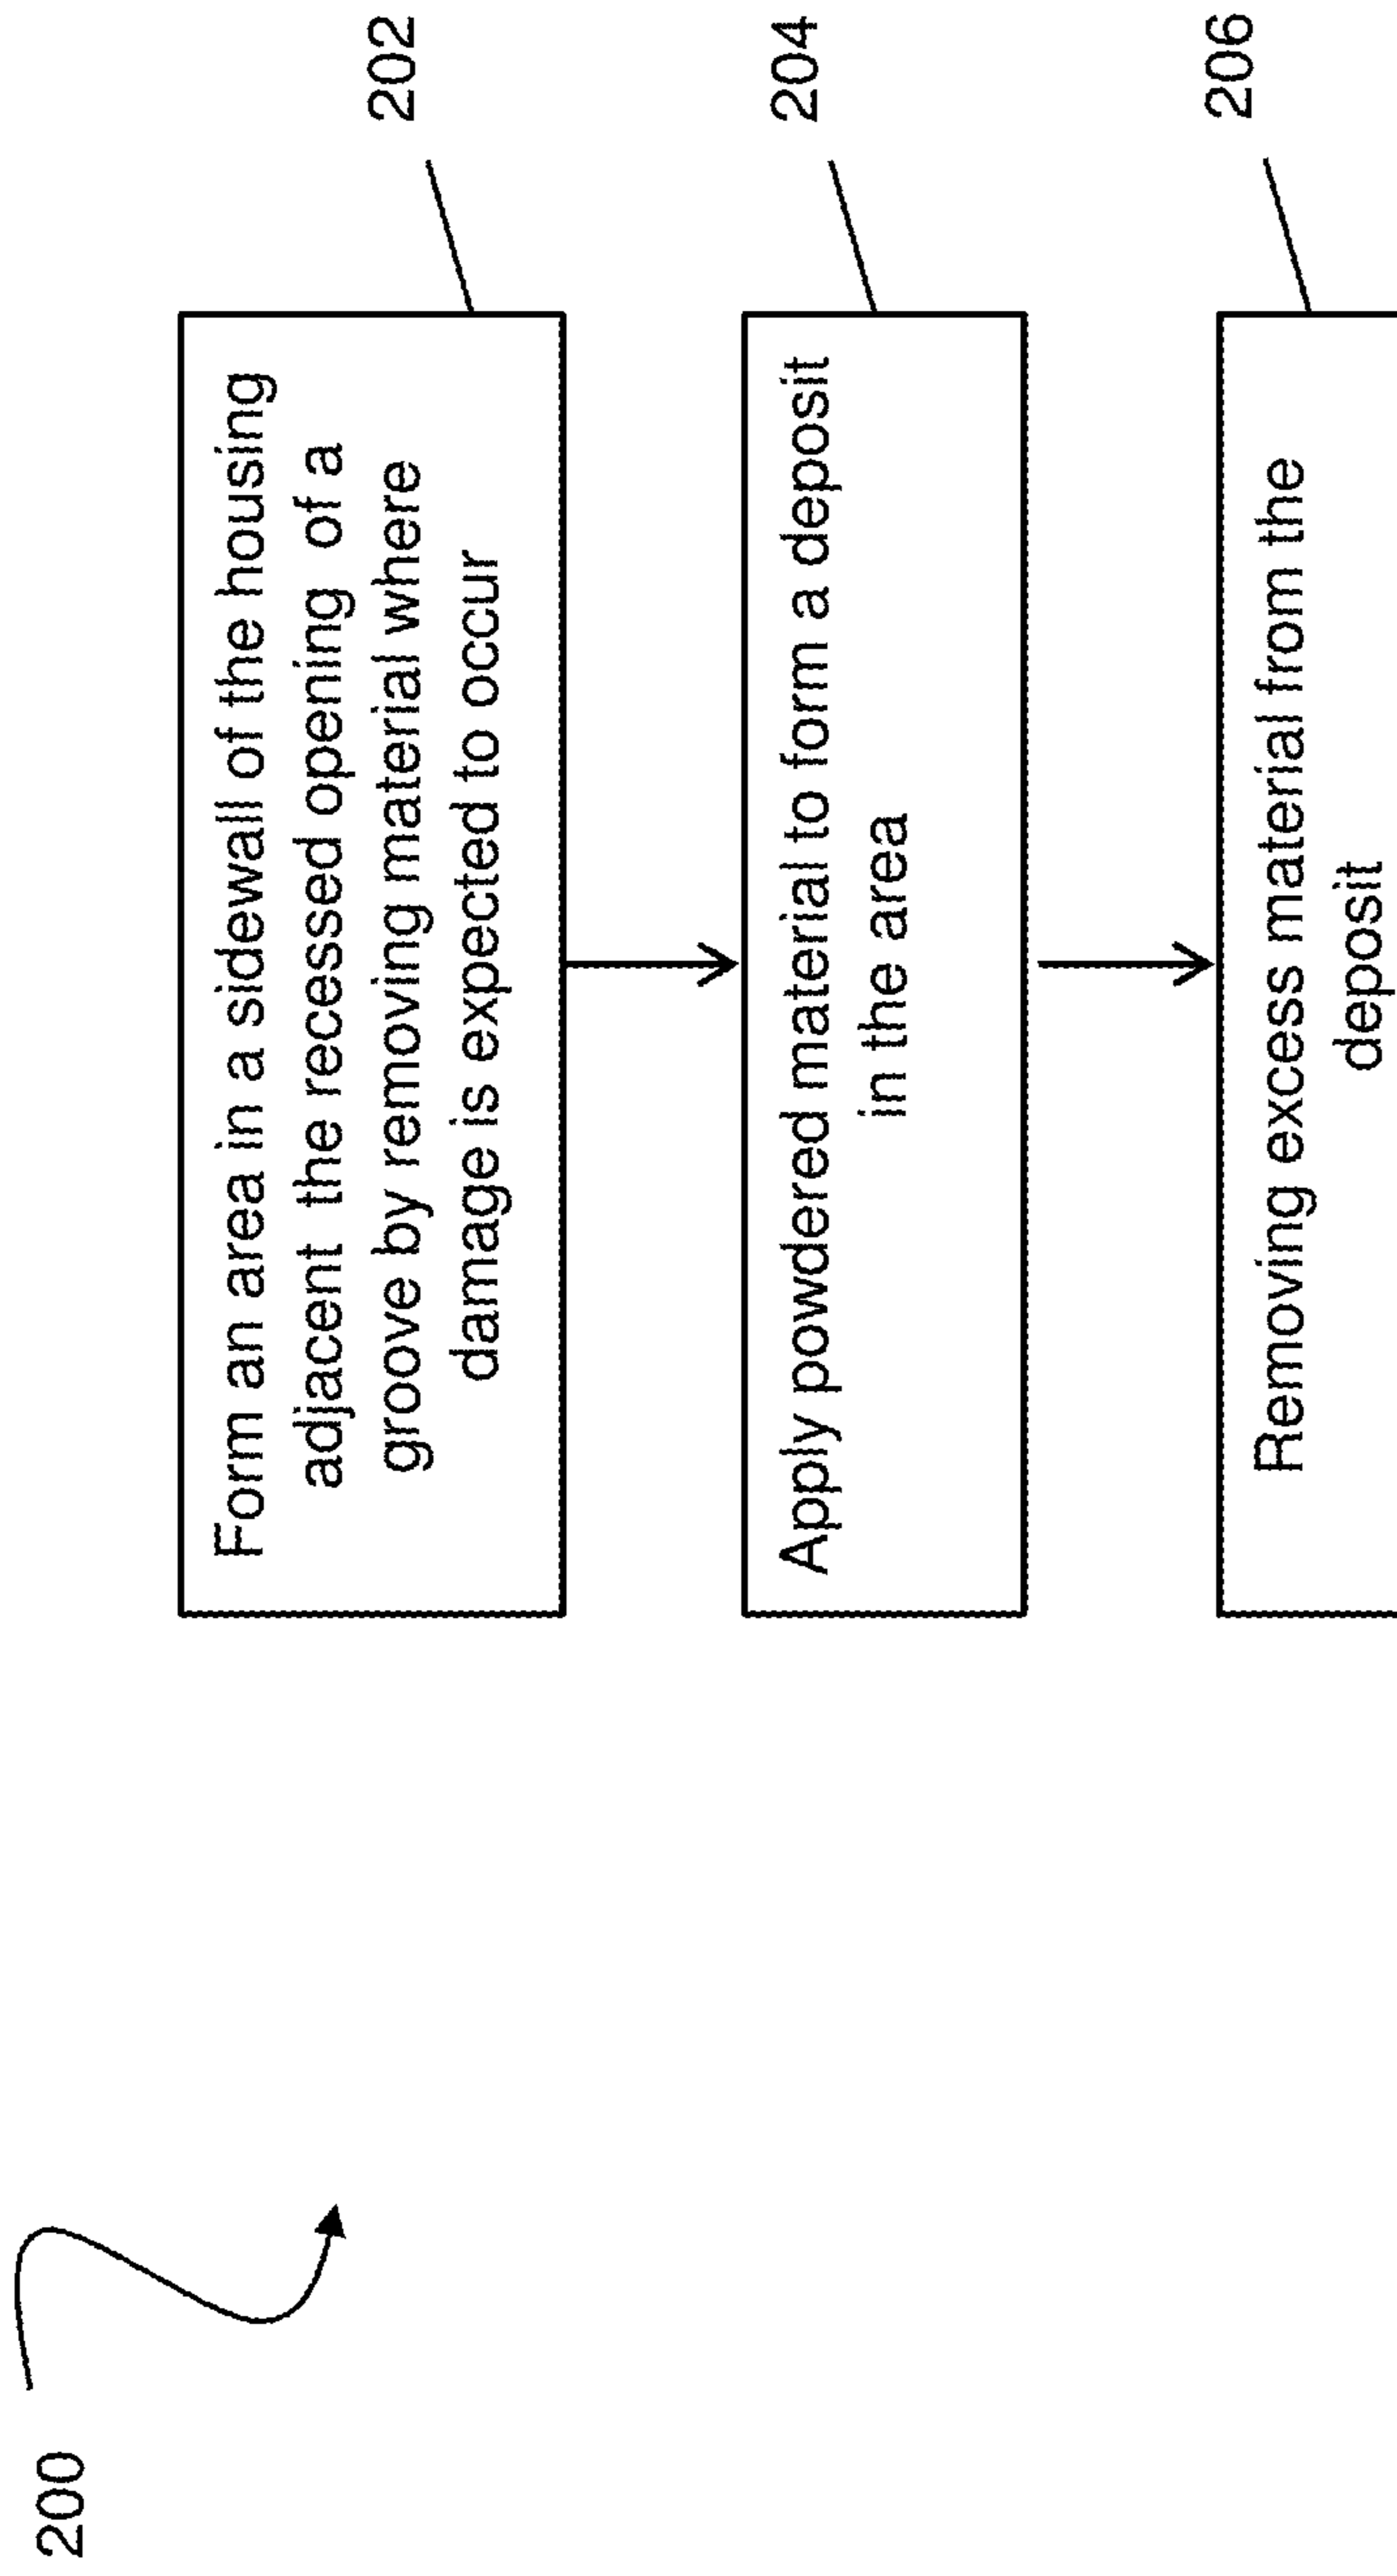 200
Form an area in a sidewall of the housing
adjacent the recessed opening of a
groove by removing material where
damage is expected to occur
202
Apply powdered material to form a deposit
in the area
204
Removing excess material from the
deposit
206